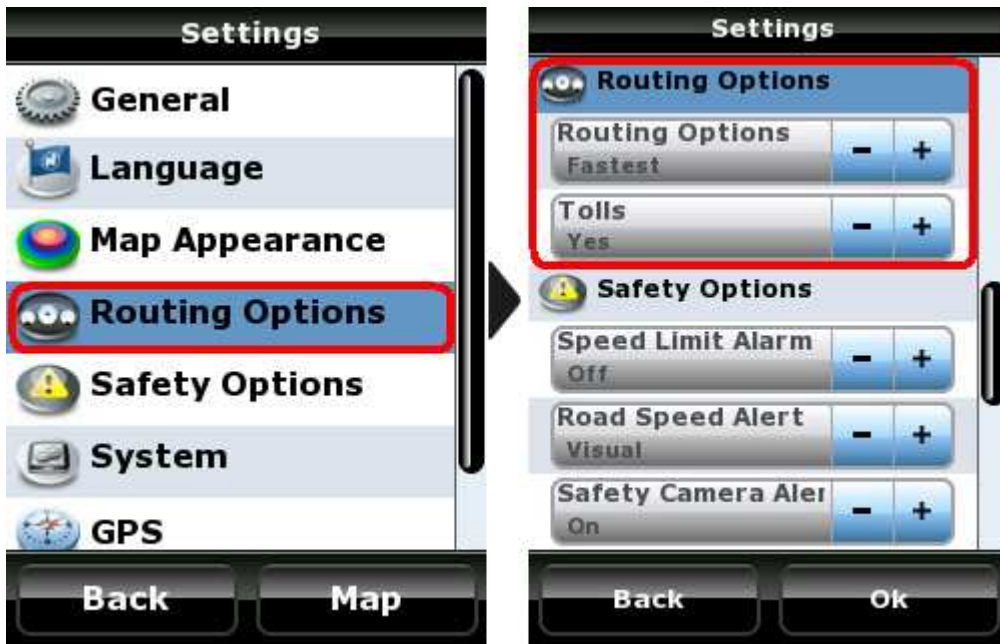 Settings
General
Language
Map Appearance
Routing Options
Safety Options
System
GPS
Back
Map
Settings
Routing Options
Routing Options
Fastest
- +
Tolls
Yes
- +
Safety Options
Speed Limit Alarm
Off
- +
Road Speed Alert
Visual
- +
Safety Camera Aler
On
- +
Back
Ok